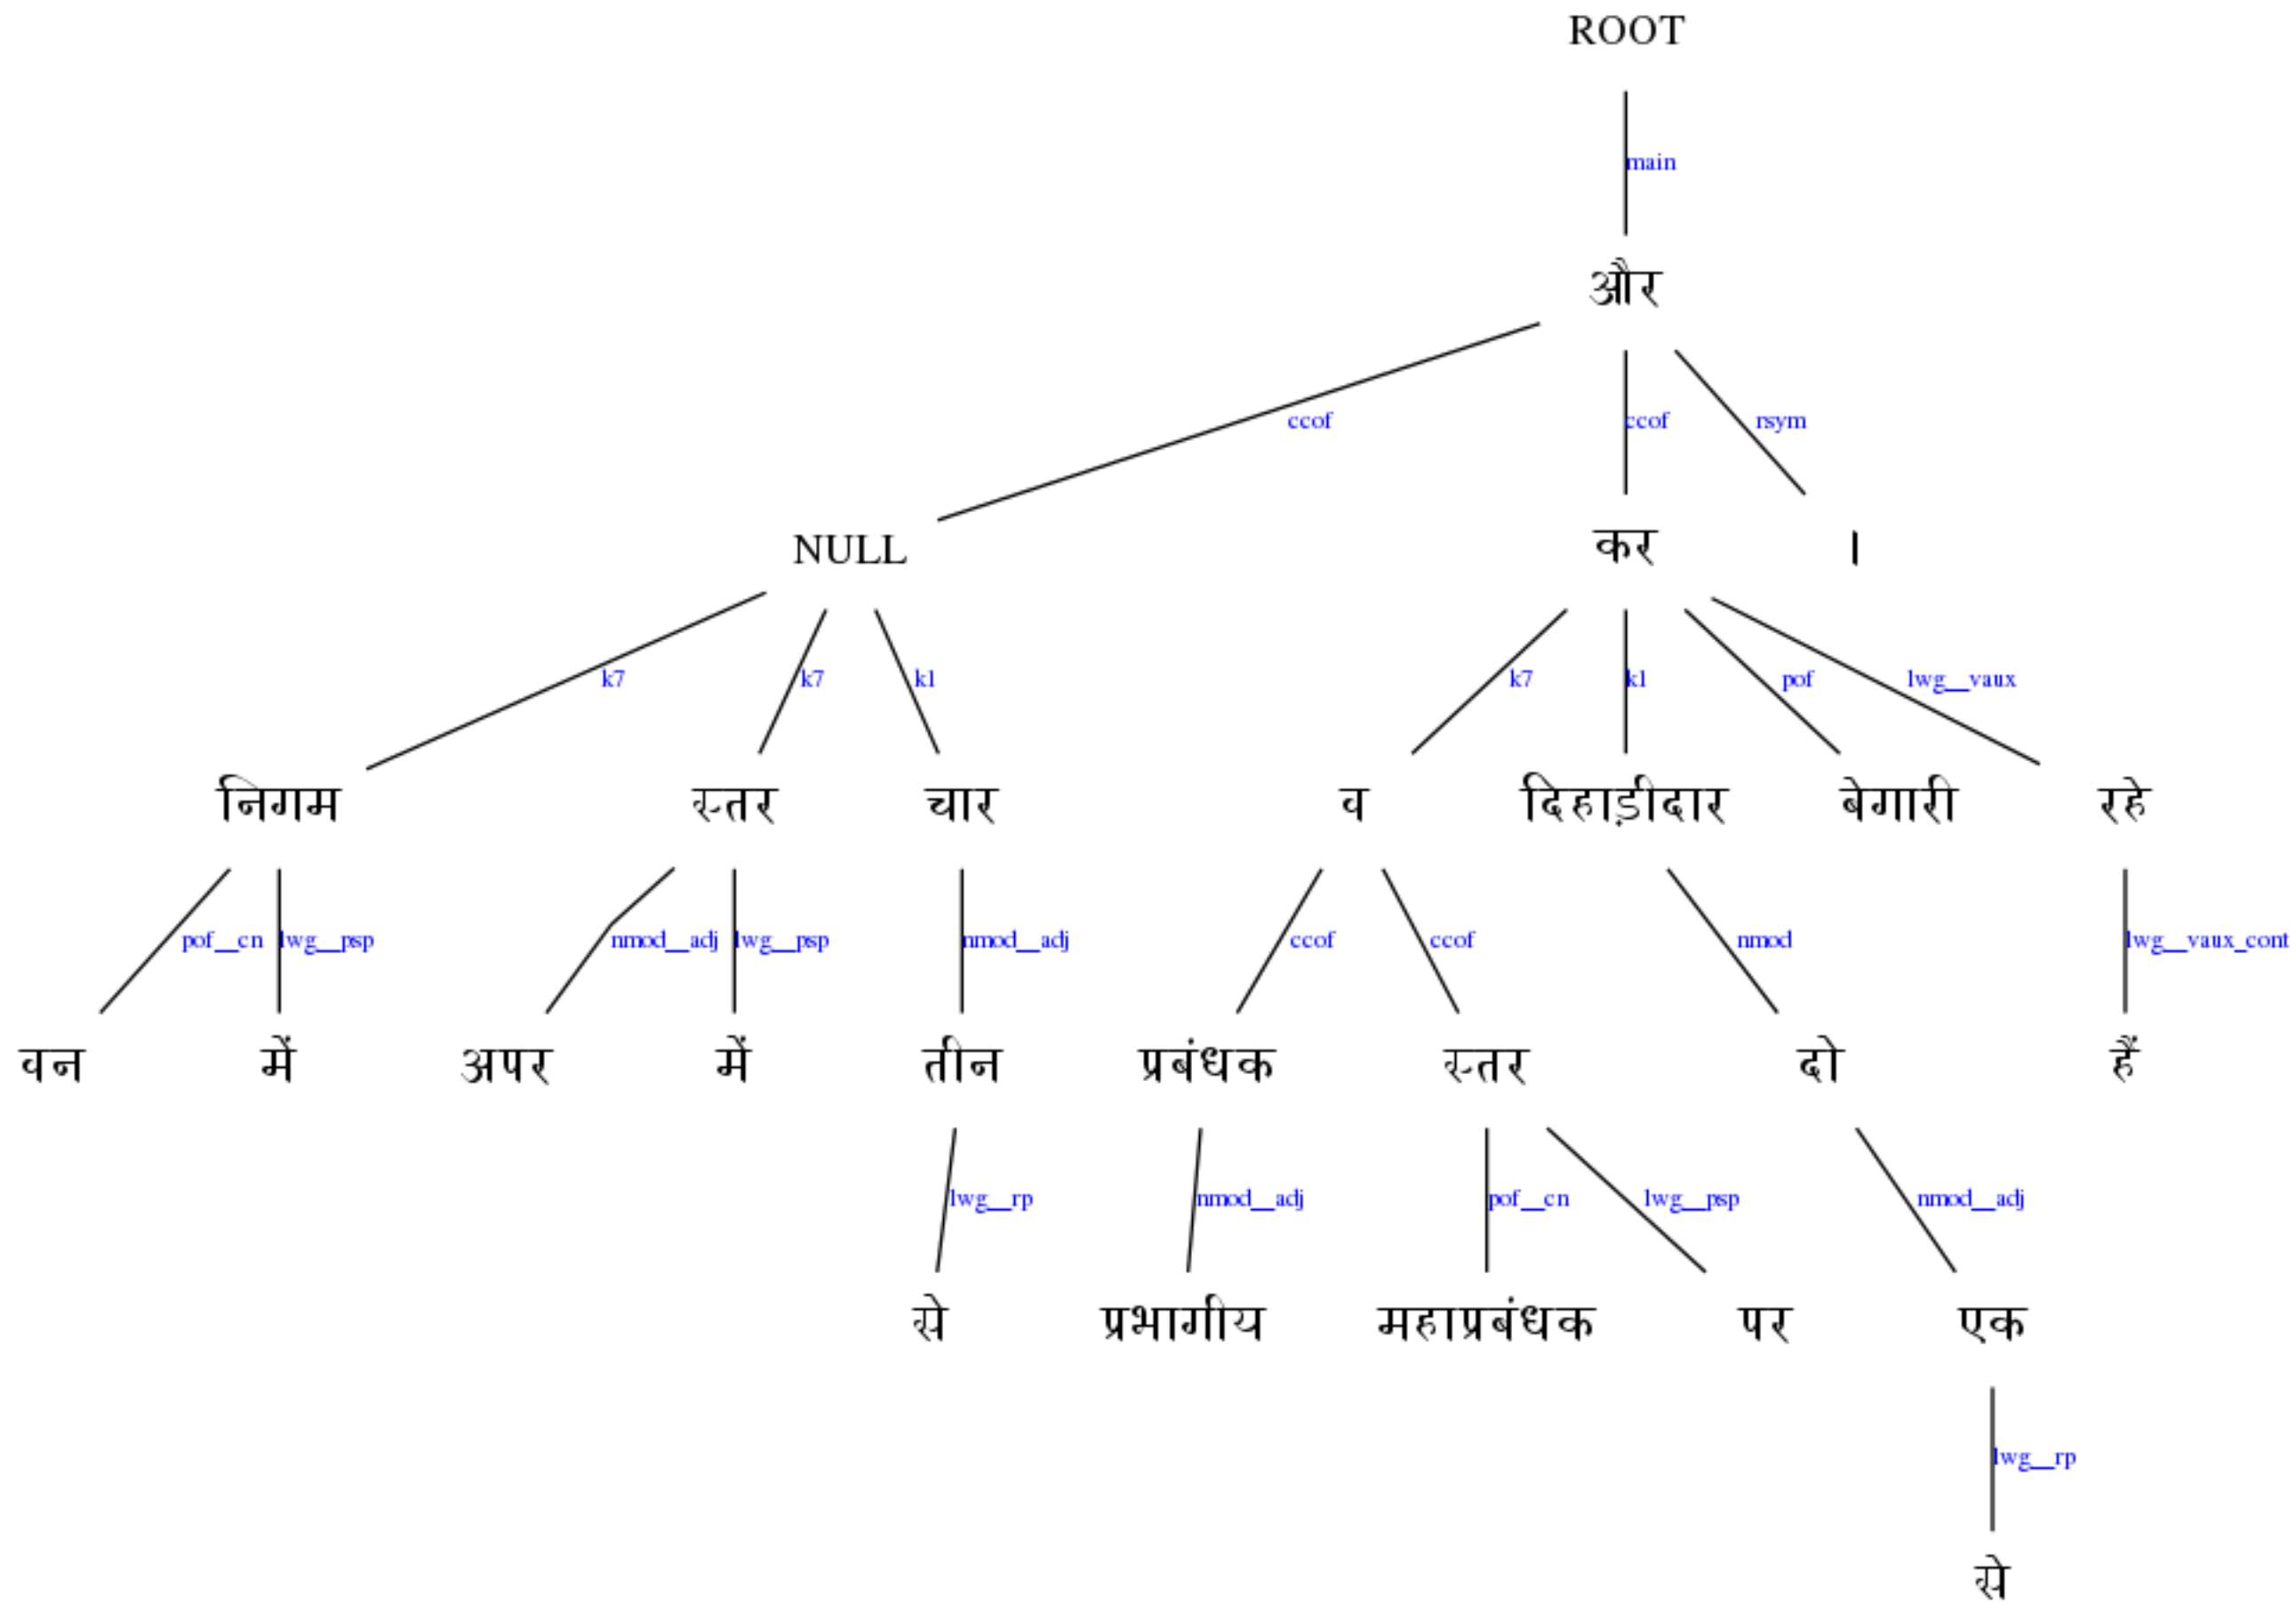 ROOT
main
और
ccof ccof rsym
NULL कर ।
k7 k7 k1 k7 k1 pof lwg__vaux
निगम स्तर चार व दिहाड़ीदार बेगारी रहे
pof__cn lwg__psp nmod__adj lwg__psp nmod__adj ccof ccof nmod lwg__vaux_cont
वन में अपर में तीन प्रबंधक स्तर दो हैं
lwg__rp nmod__adj pof__cn lwg__psp nmod__adj
से प्रभागीय महाप्रबंधक पर एक
lwg__rp
से